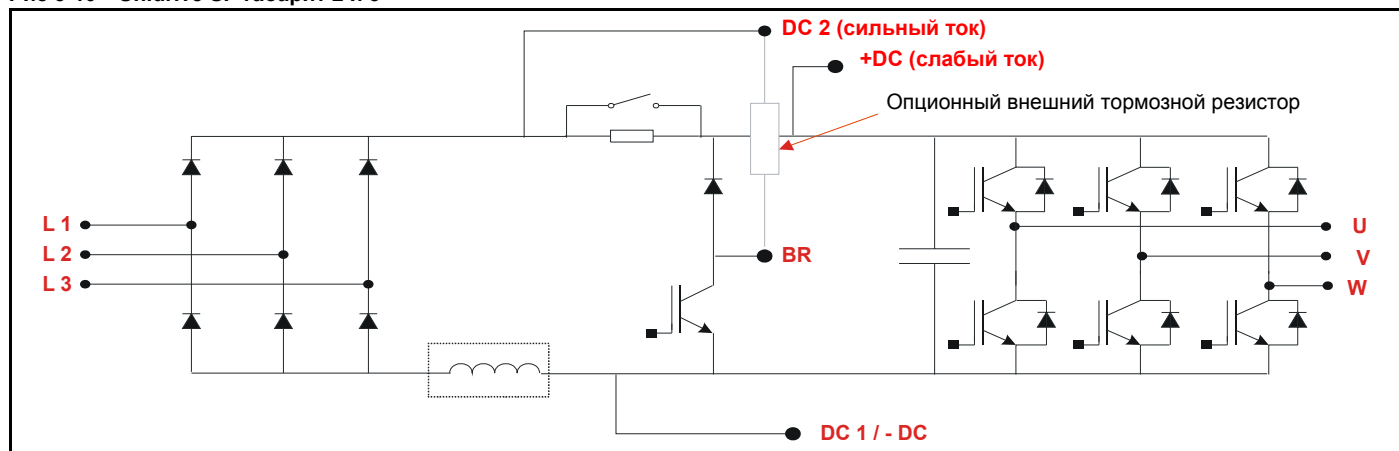 DC 2 (сильный ток)
+DC (слабый ток)
Опционный внешний тормозной резистор
L 1
L 2
L 3
BR
U
V
W
DC 1 / - DC